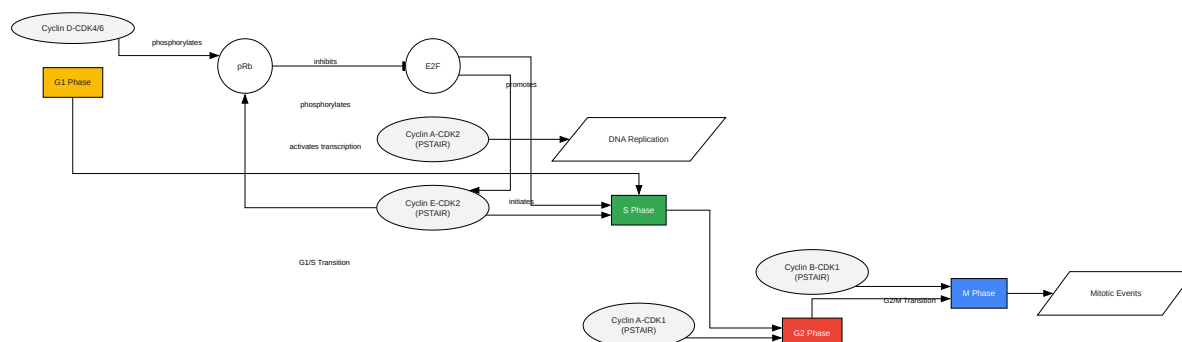 Cyclin D-CDK4/6
phosphorylates
pRb
inhibits
E2F
G1 Phase
promotes
phosphorylates
Cyclin A-CDK2
(PSTAIR)
DNA Replication
activates transcription
Cyclin E-CDK2
(PSTAIR)
initiates
S Phase
G1/S Transition
Cyclin B-CDK1
(PSTAIR)
G2/M Transition
M Phase
Mitotic Events
Cyclin A-CDK1
(PSTAIR)
G2 Phase